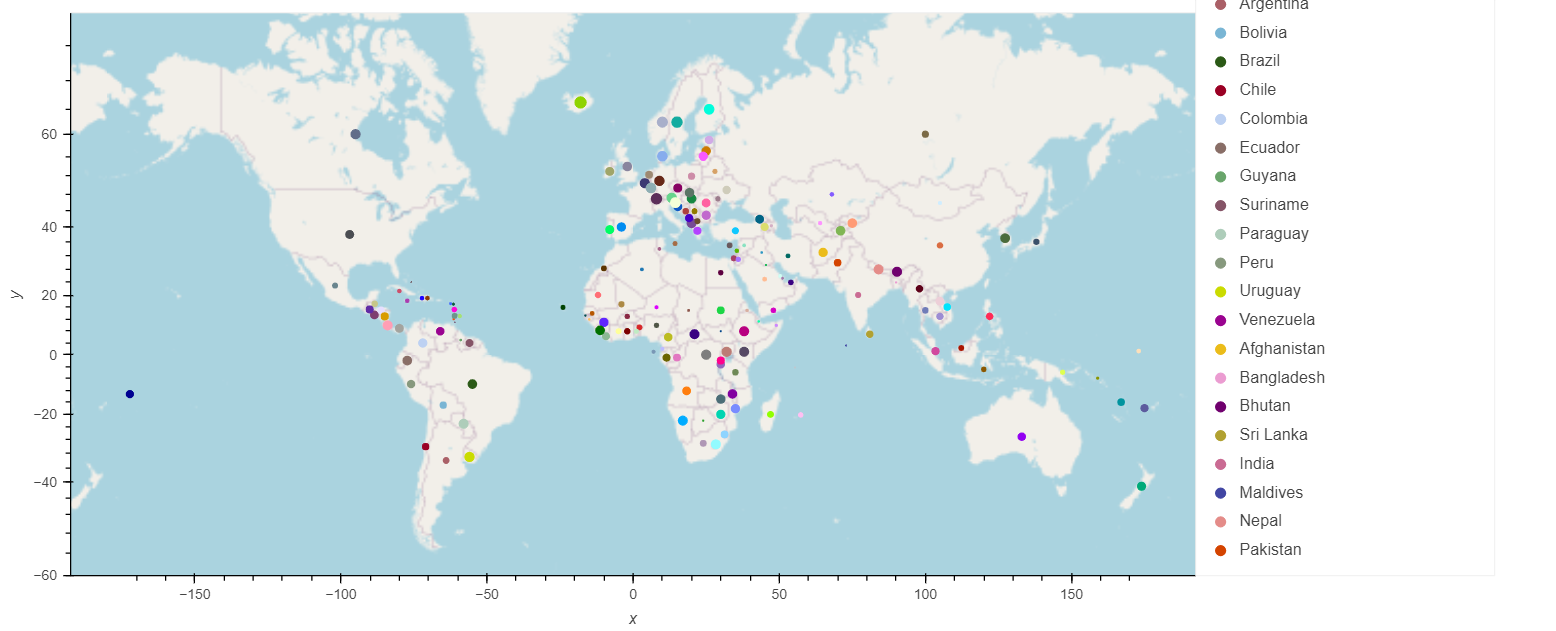 Argentina
Bolivia
Brazil
Chile
Colombia
Ecuador
Guyana
Suriname
Paraguay
Peru
Uruguay
Venezuela
Afghanistan
Bangladesh
Bhutan
Sri Lanka
India
Maldives
Nepal
Pakistan
60
40
20
0
−20
−40
−60
y
−150
−100
−50
0
50
100
150
x